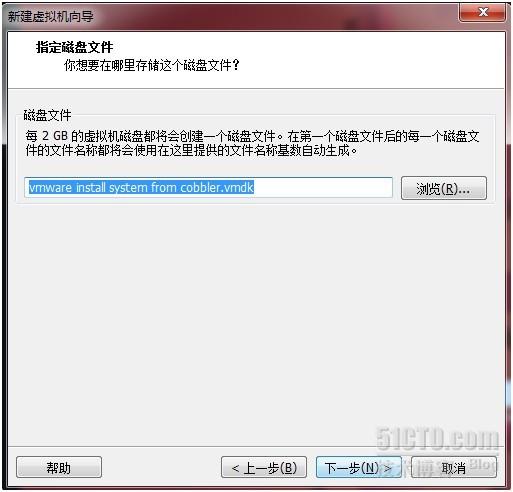 新建虚拟机向导
指定磁盘文件
你想要在哪里存储这个磁盘文件？
磁盘文件
每 2 GB 的虚拟机磁盘都将会创建一个磁盘文件。在第一个磁盘文件后的每一个磁盘文
件的文件名称都将会使用在这里提供的文件名称基数自动生成。
vmware install system from cobbler.vmdk
浏览(R)...
51CTO.com
技术博客 Blog
帮助
< 上一步(B)
下一步(N) >
取消